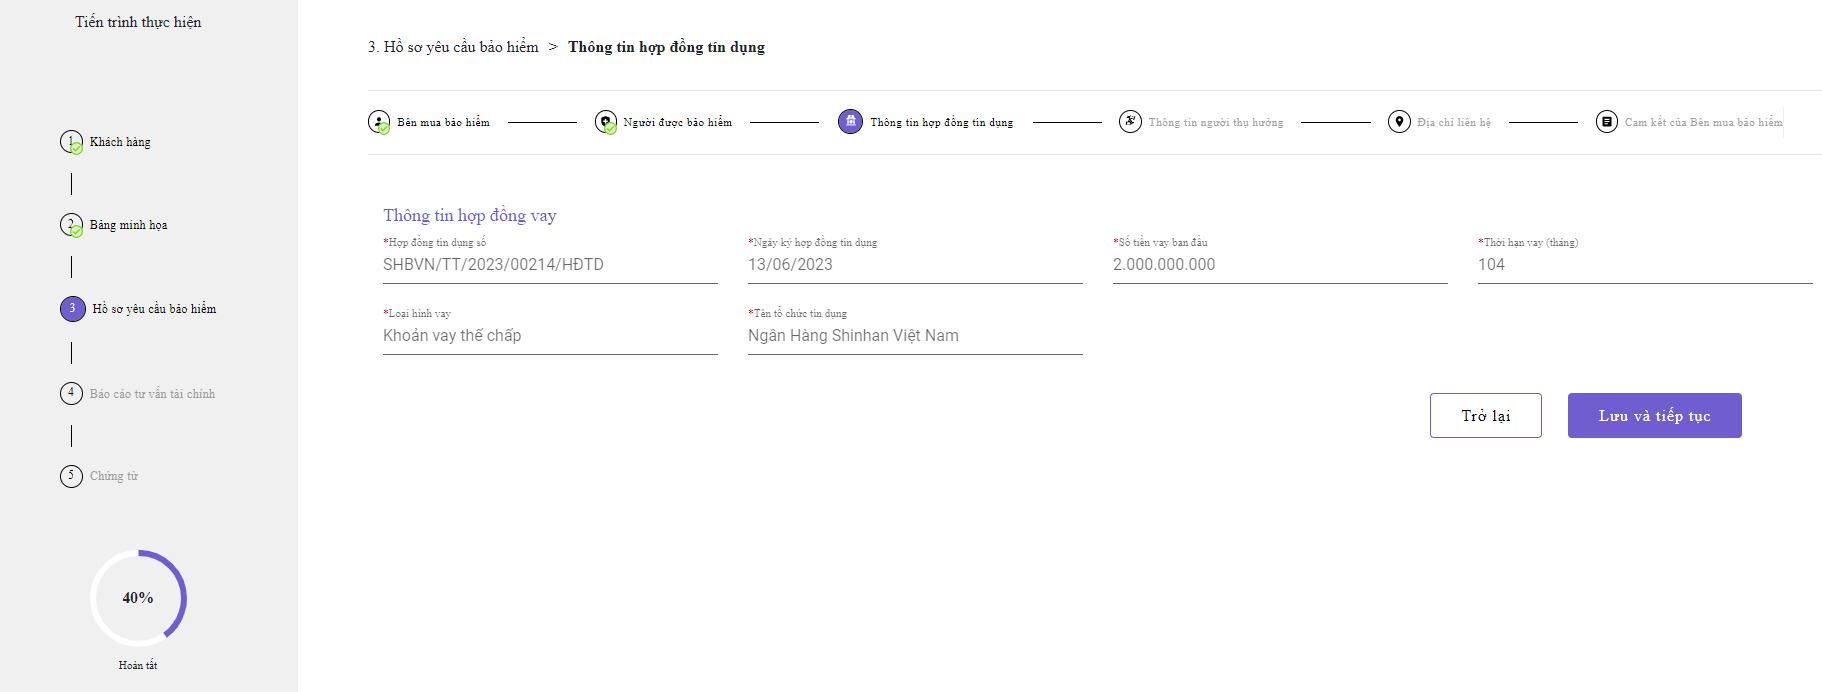 Tiến trình thực hiện
1 Khách hàng
2 Bảng minh họa
3 Hồ sơ yêu cầu bảo hiểm
4 Báo cáo tư vấn tài chính
5 Chứng từ
40%
Hoàn tất
3. Hồ sơ yêu cầu bảo hiểm > Thông tin hợp đồng tín dụng
Bên mua bảo hiểm Người được bảo hiểm Thông tin hợp đồng tín dụng Thông tin người thụ hưởng Địa chỉ liên hệ Cam kết của Bên mua bảo hiểm
Thông tin hợp đồng vay
*Hợp đồng tín dụng số *Ngày ký hợp đồng tín dụng *Số tiền vay ban đầu *Thời hạn vay (tháng)
SHBVN/TT/2023/00214/HĐTD 13/06/2023 2.000.000.000 104
*Loại hình vay *Tên tổ chức tín dụng
Khoản vay thế chấp Ngân Hàng Shinhan Việt Nam
Trở lại Lưu và tiếp tục